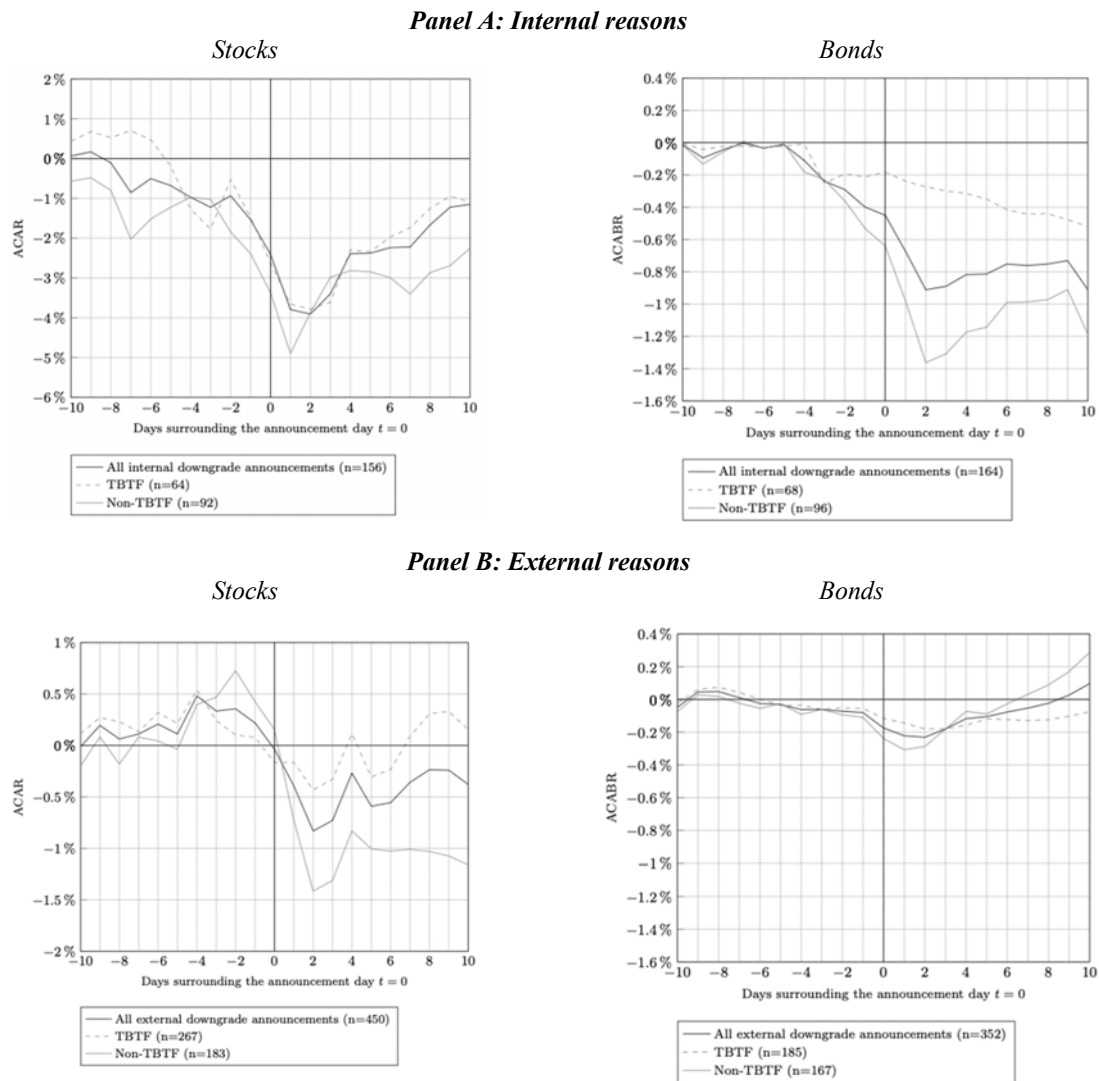 Panel A: Internal reasons
Stocks
Bonds
2%
1%
0%
−1%
−2%
−3%
−4%
−5%
−6%
ACAR
−10 −8 −6 −4 −2 0 2 4 6 8 10
Days surrounding the announcement day t = 0
All internal downgrade announcements (n=156)
TBTF (n=64)
Non-TBTF (n=92)
0.4%
0.2%
0%
−0.2%
−0.4%
−0.6%
−0.8%
−1%
−1.2%
−1.4%
−1.6%
ACABR
−10 −8 −6 −4 −2 0 2 4 6 8 10
Days surrounding the announcement day t = 0
All internal downgrade announcements (n=164)
TBTF (n=68)
Non-TBTF (n=96)
Panel B: External reasons
Stocks
Bonds
1%
0.5%
0%
−0.5%
−1%
−1.5%
−2%
ACAR
−10 −8 −6 −4 −2 0 2 4 6 8 10
Days surrounding the announcement day t = 0
All external downgrade announcements (n=450)
TBTF (n=267)
Non-TBTF (n=183)
0.4%
0.2%
0%
−0.2%
−0.4%
−0.6%
−0.8%
−1%
−1.2%
−1.4%
−1.6%
ACABR
−10 −8 −6 −4 −2 0 2 4 6 8 10
Days surrounding the announcement day t = 0
All external downgrade announcements (n=352)
TBTF (n=185)
Non-TBTF (n=167)